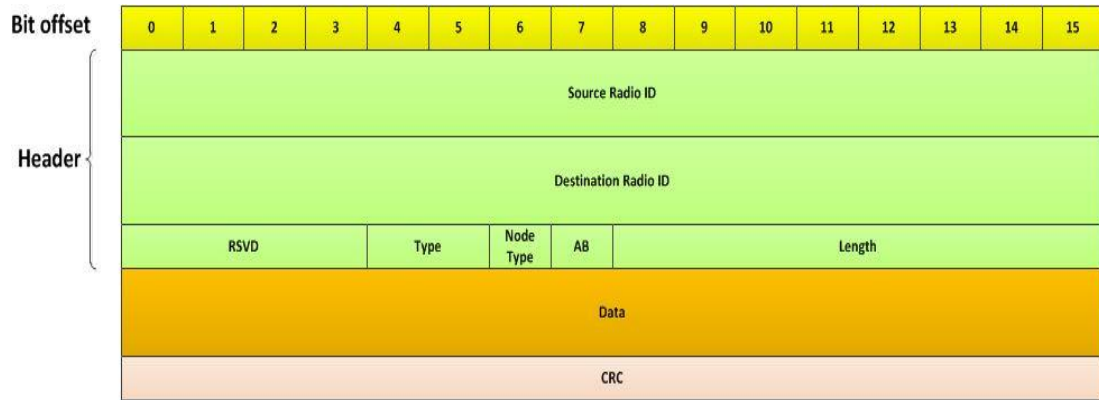 Bit offset 0 1 2 3 4 5 6 7 8 9 10 11 12 13 14 15
Source Radio ID
Header
Destination Radio ID
RSVD Type Node Type AB Length
Data
CRC